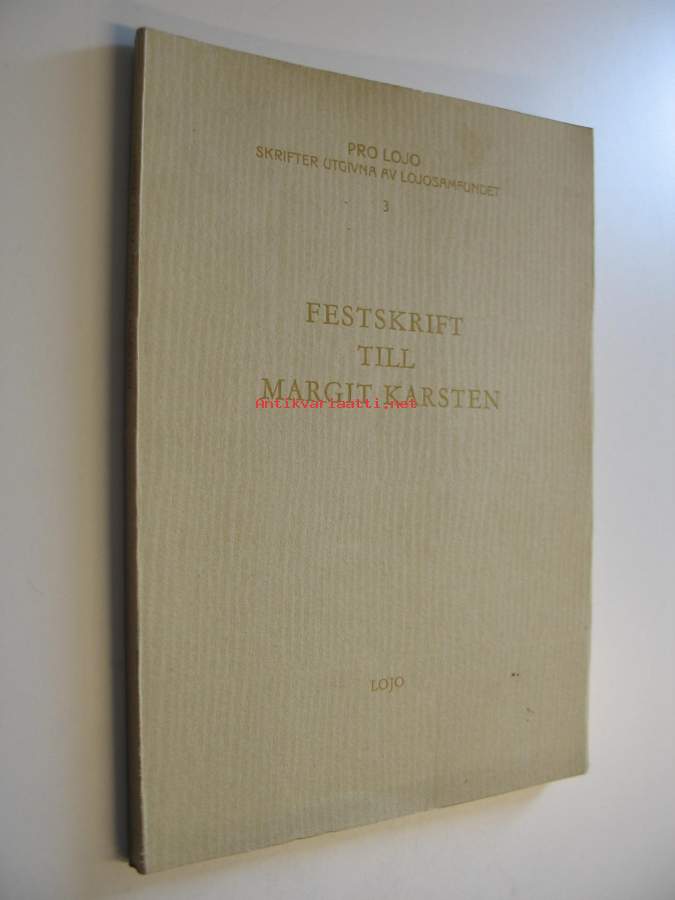 PRO LOJO
SKRIFTER UTGIVNA AV LOJOSAMFUNDET
3
FESTSKRIFT
TILL
MARGIT KARSTEN
Antikvariaatti.net
LOJO